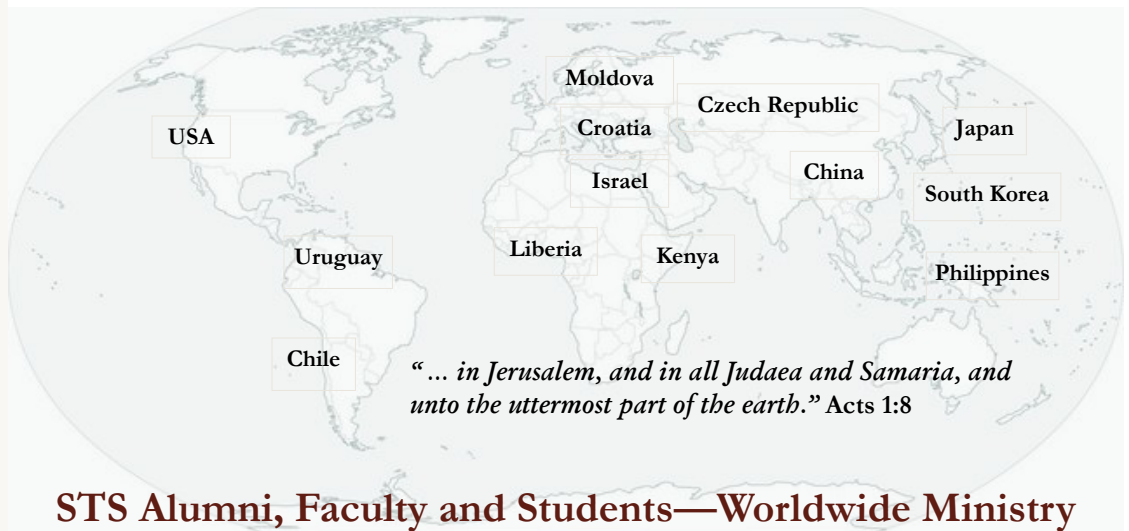 Moldova
Czech Republic
USA
Croatia
Japan
China
Israel
South Korea
Uruguay
Liberia
Kenya
Philippines
Chile
“ ... in Jerusalem, and in all Judaea and Samaria, and
unto the uttermost part of the earth.” Acts 1:8
STS Alumni, Faculty and Students—Worldwide Ministry